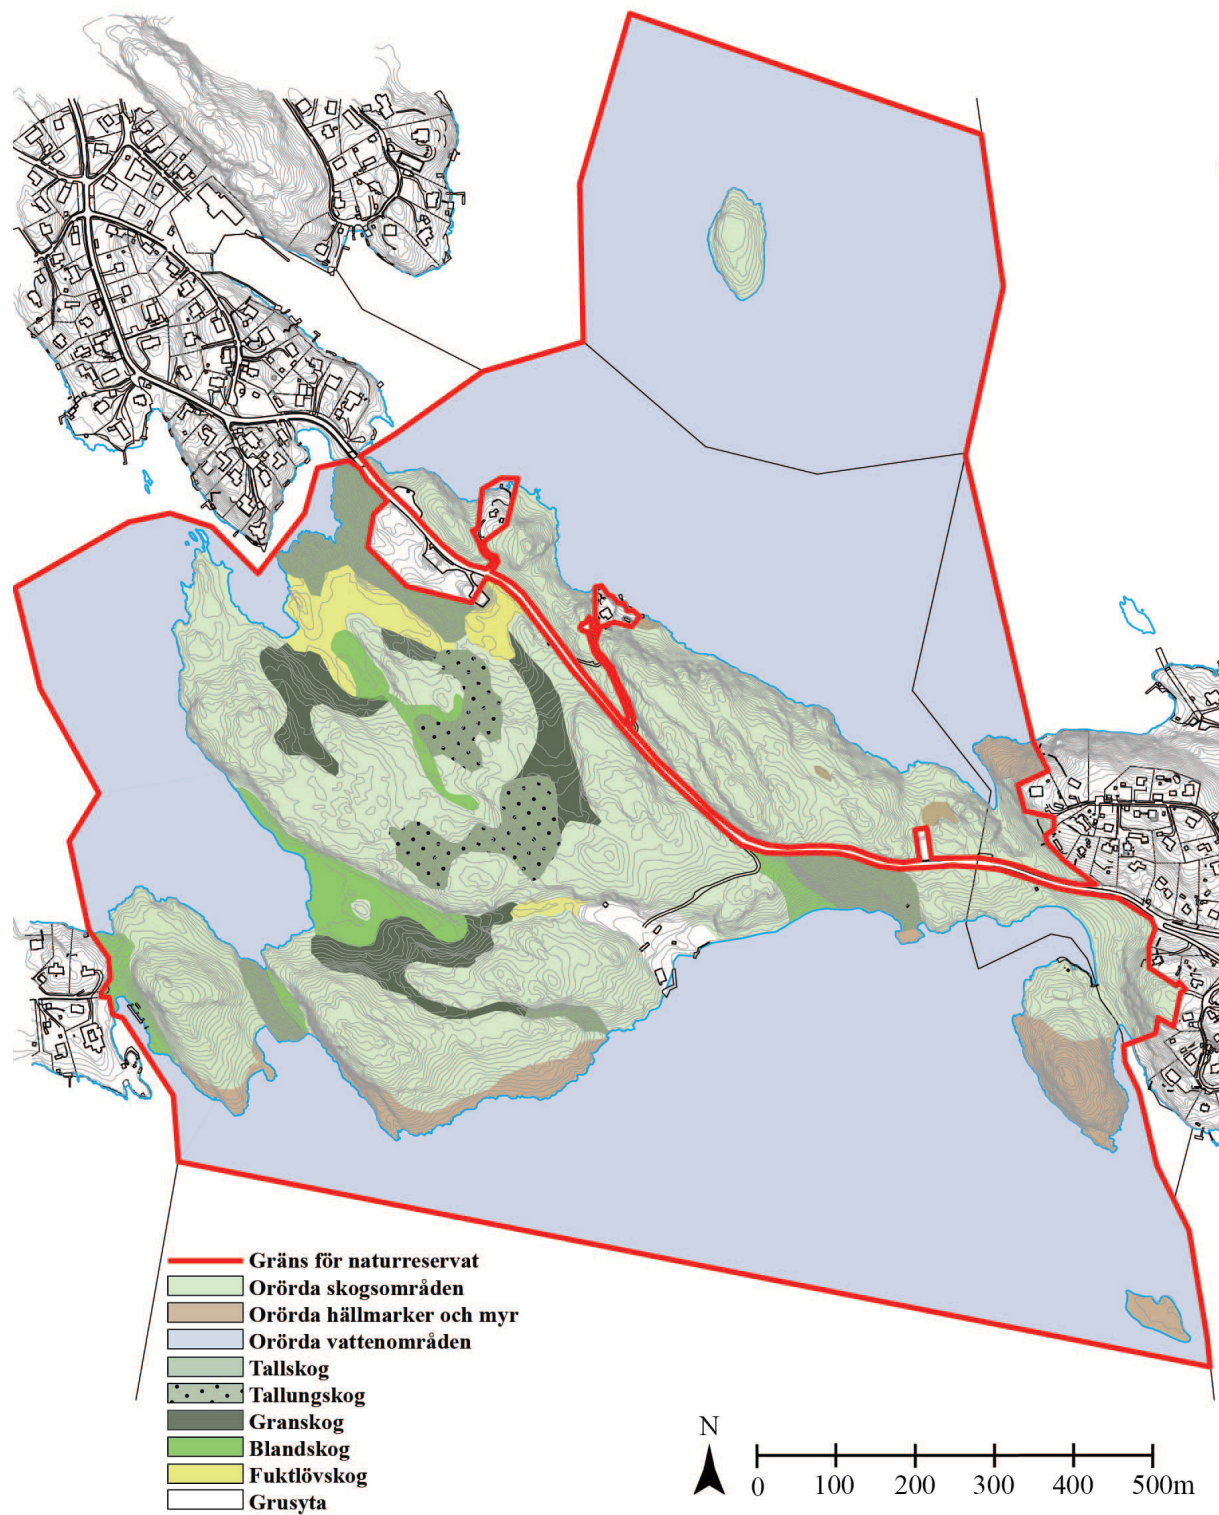 Gräns för naturreservat
Orörda skogsområden
Orörda hällmarker och myr
Orörda vattenområden
Tallskog
Tallungskog
Granskog
Blandskog
Fuktlövskog
Grusyta
N
0 100 200 300 400 500m